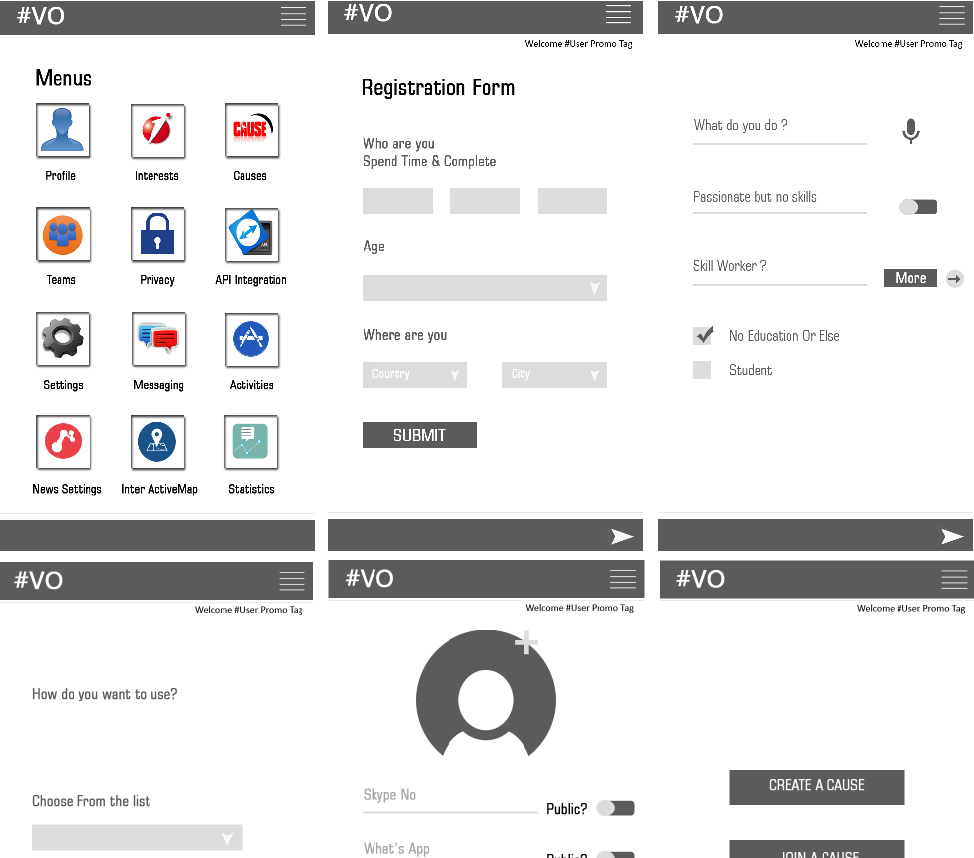 #VO
Menus
Profile
Interests
CAUSE
Causes
Teams
Privacy
API Integration
Settings
Messaging
Activities
News Settings
Inter ActiveMap
Statistics
#VO
Welcome #User Promo Tag
Registration Form
Who are you
Spend Time & Complete
Age
Where are you
Country
City
SUBMIT
#VO
Welcome #User Promo Tag
What do you do ?
Passionate but no skills
Skill Worker ?
More
No Education Or Else
Student
#VO
Welcome #User Promo Tag
How do you want to use?
Choose From the list
#VO
Welcome #User Promo Tag
Skype No
Public?
What's App
Public?
#VO
Welcome #User Promo Tag
CREATE A CAUSE
JOIN A CAUSE